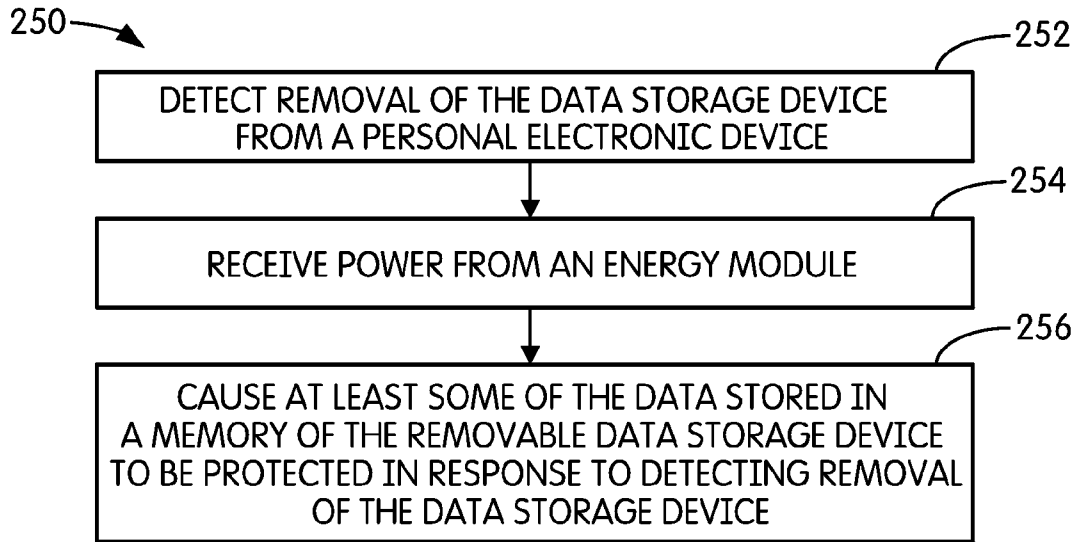 250
252
DETECT REMOVAL OF THE DATA STORAGE DEVICE
FROM A PERSONAL ELECTRONIC DEVICE
254
RECEIVE POWER FROM AN ENERGY MODULE
256
CAUSE AT LEAST SOME OF THE DATA STORED IN
A MEMORY OF THE REMOVABLE DATA STORAGE DEVICE
TO BE PROTECTED IN RESPONSE TO DETECTING REMOVAL
OF THE DATA STORAGE DEVICE